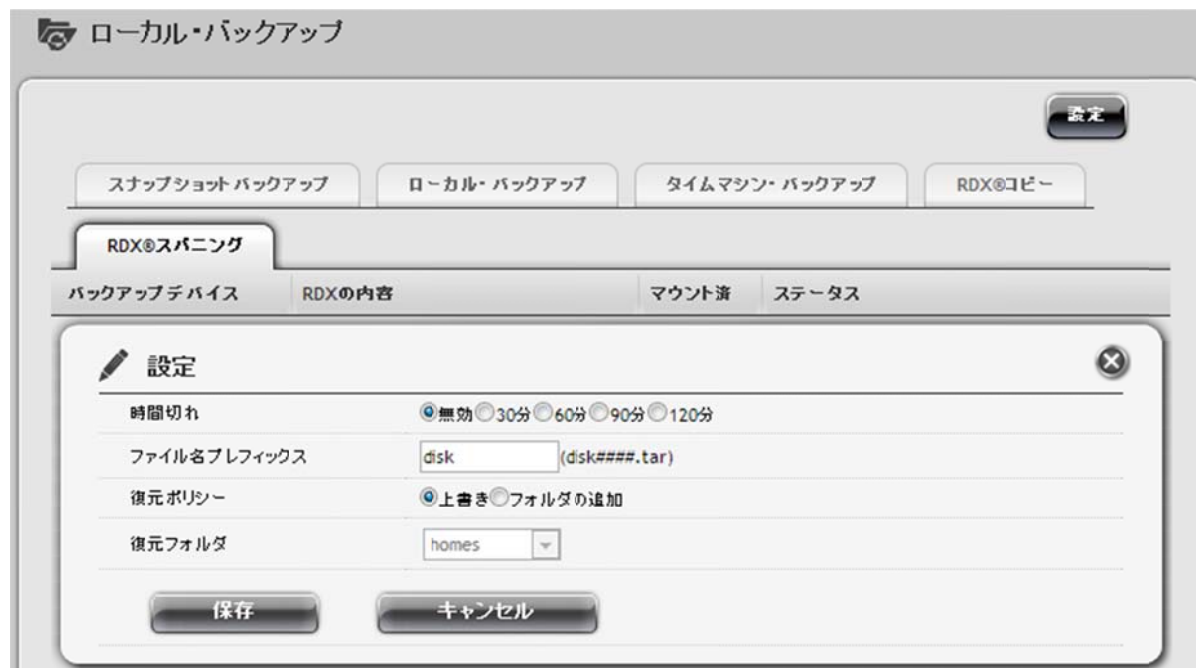 ローカル・バックアップ
設定
スナップショット バックアップ ローカル・バックアップ タイムマシン・バックアップ RDX®コピー
RDX®スパニング
バックアップデバイス RDXの内容 マウント済 ステータス
設定
時間切れ 無効 30分 60分 90分 120分
ファイル名プレフィックス disk (disk####.tar)
復元ポリシー 上書き フォルダの追加
復元フォルダ homes
保存 キャンセル